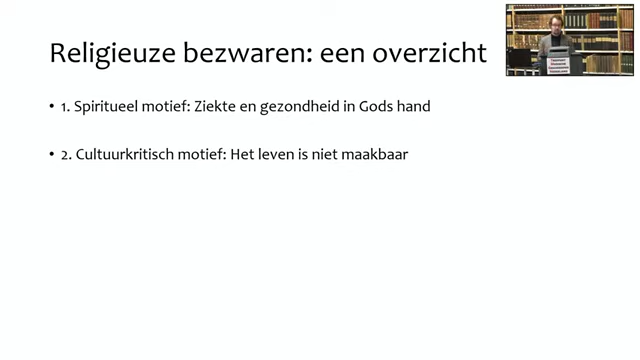 Religieuze bezwaren: een overzicht
• 1. Spiritueel motief: Ziekte en gezondheid in Gods hand
• 2. Cultuurkritisch motief: Het leven is niet maakbaar